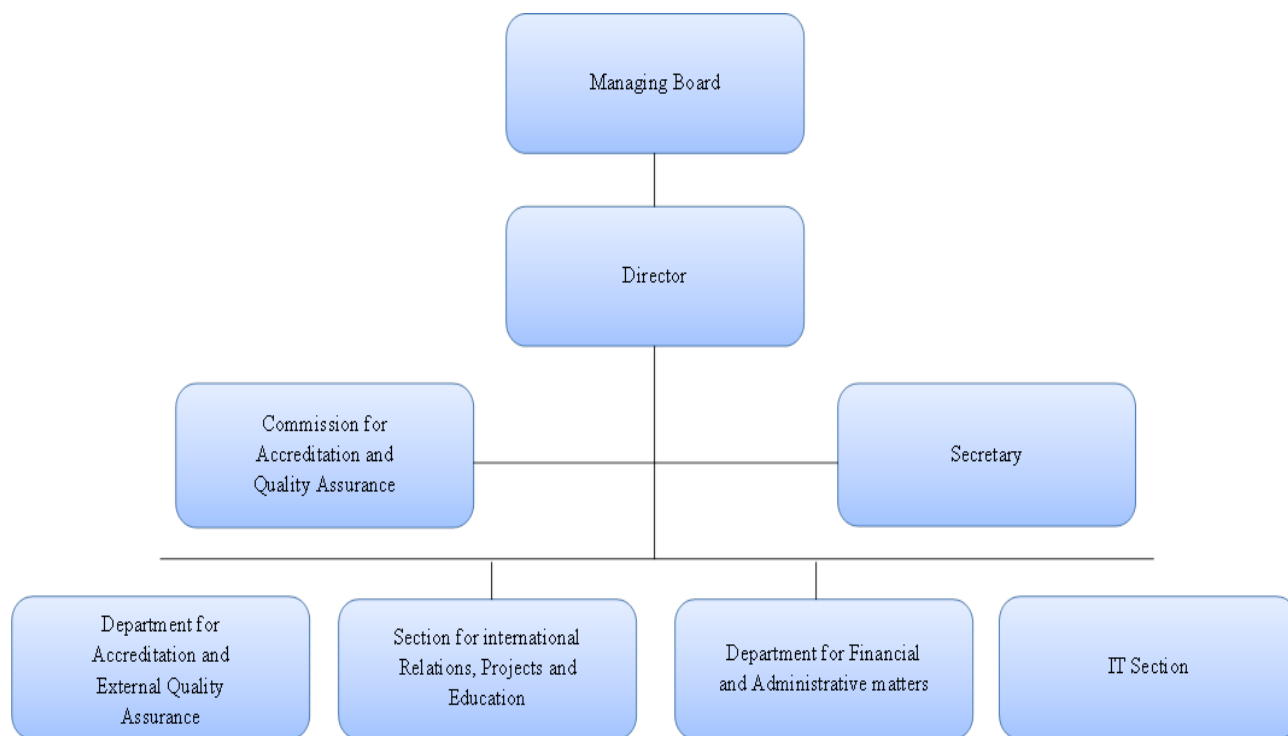 Managing Board
Director
Commission for
Accreditation and
Quality Assurance
Secretary
Department for
Accreditation and
External Quality
Assurance
Section for international
Relations, Projects and
Education
Department for Financial
and Administrative matters
IT Section